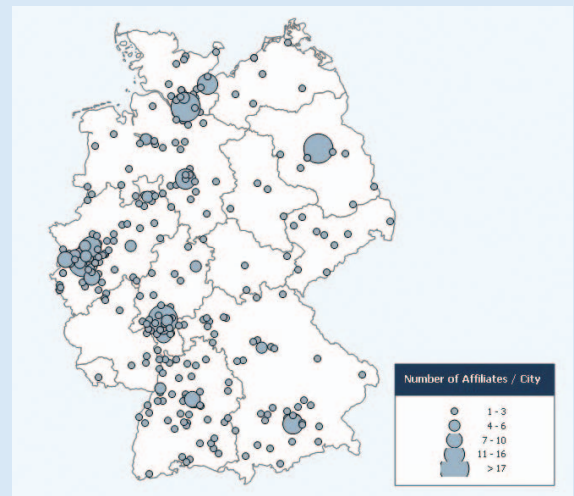 Number of Affiliates / City
1 - 3
4 - 6
7 - 10
11 - 16
> 17